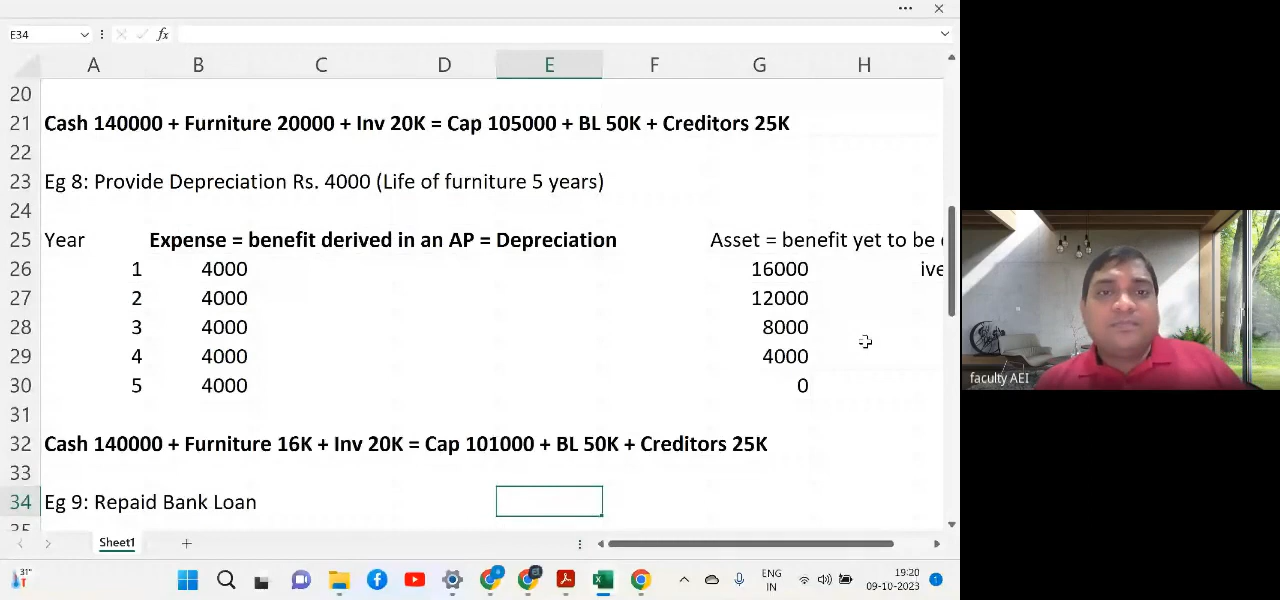 E34 fx
A B C D E F G H
20
21 Cash 140000 + Furniture 20000 + Inv 20K = Cap 105000 + BL 50K + Creditors 25K
22
23 Eg 8: Provide Depreciation Rs. 4000 (Life of furniture 5 years)
24
25 Year Expense = benefit derived in an AP = Depreciation Asset = benefit yet to be
26 1 4000 16000 ive
27 2 4000 12000
28 3 4000 8000
29 4 4000 4000
30 5 4000 0
31
32 Cash 140000 + Furniture 16K + Inv 20K = Cap 101000 + BL 50K + Creditors 25K
33
34 Eg 9: Repaid Bank Loan
35
Sheet1
faculty AEI
31°
ENG
IN
19:20
09-10-2023
1